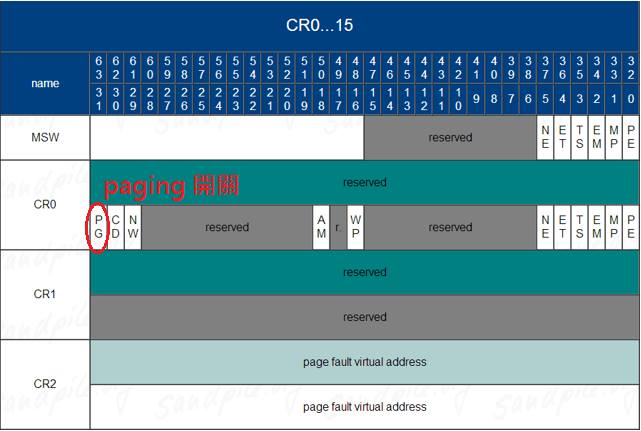 CR0...15
name
63 62 61 60 59 58 57 56 55 54 53 52 51 50 49 48 47 46 45 44 43 42 41 40 39 38 37 36 35 34 33 32
31 30 29 28 27 26 25 24 23 22 21 20 19 18 17 16 15 14 13 12 11 10 9 8 7 6 5 4 3 2 1 0
MSW
reserved NE ET TS EM MP PE
CR0
reserved
paging 開關
PG CD NW reserved AM r. WP reserved NE ET TS EM MP PE
CR1
reserved
reserved
CR2
page fault virtual address
page fault virtual address
sandpile.org